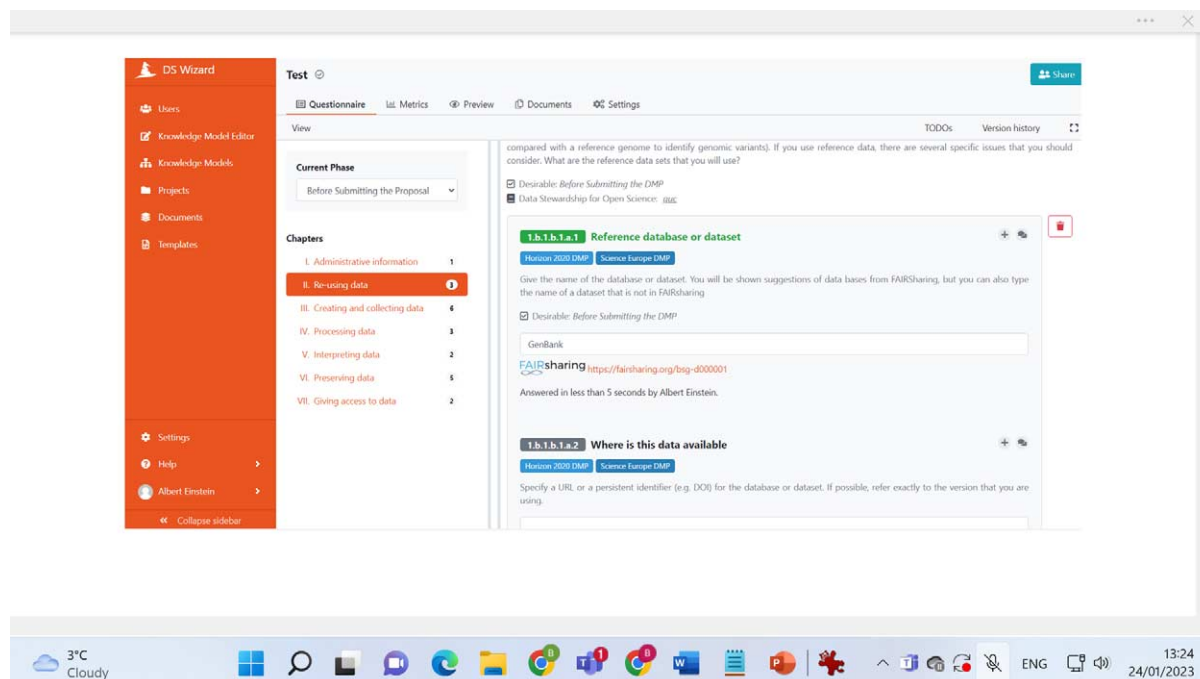 DS Wizard
Users
Knowledge Model Editor
Knowledge Models
Projects
Documents
Templates
Settings
Help
Albert Einstein
Collapse sidebar
Test
Share
Questionnaire
Metrics
Preview
Documents
Settings
View
TODOs
Version history
Current Phase
Before Submitting the Proposal
Chapters
I. Administrative information 1
II. Re-using data 3
III. Creating and collecting data 6
IV. Processing data 3
V. Interpreting data 2
VI. Preserving data 5
VII. Giving access to data 2
compared with a reference genome to identify genomic variants). If you use reference data, there are several specific issues that you should
consider. What are the reference data sets that you will use?
Desirable: Before Submitting the DMP
Data Stewardship for Open Science:
1.b.1.b.1.a.1 Reference database or dataset
Horizon 2020 DMP Science Europe DMP
Give the name of the database or dataset. You will be shown suggestions of data bases from FAIRSharing, but you can also type
the name of a dataset that is not in FAIRsharing
Desirable: Before Submitting the DMP
GenBank
FAIRsharing https://fairsharing.org/bsg-d000001
Answered in less than 5 seconds by Albert Einstein.
1.b.1.b.1.a.2 Where is this data available
Horizon 2020 DMP Science Europe DMP
Specify a URL or a persistent identifier (e.g. DOI) for the database or dataset. If possible, refer exactly to the version that you are
using.
3°C
Cloudy
ENG
13:24
24/01/2023